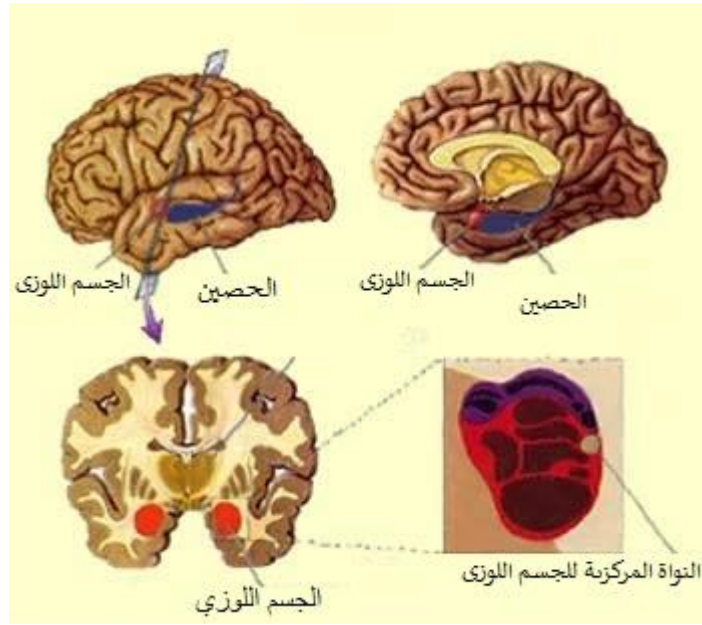 الجسم اللوزى
الحصين
الجسم اللوزى
الحصين
النواة المركزية للجسم اللوزى
الجسم اللوزي